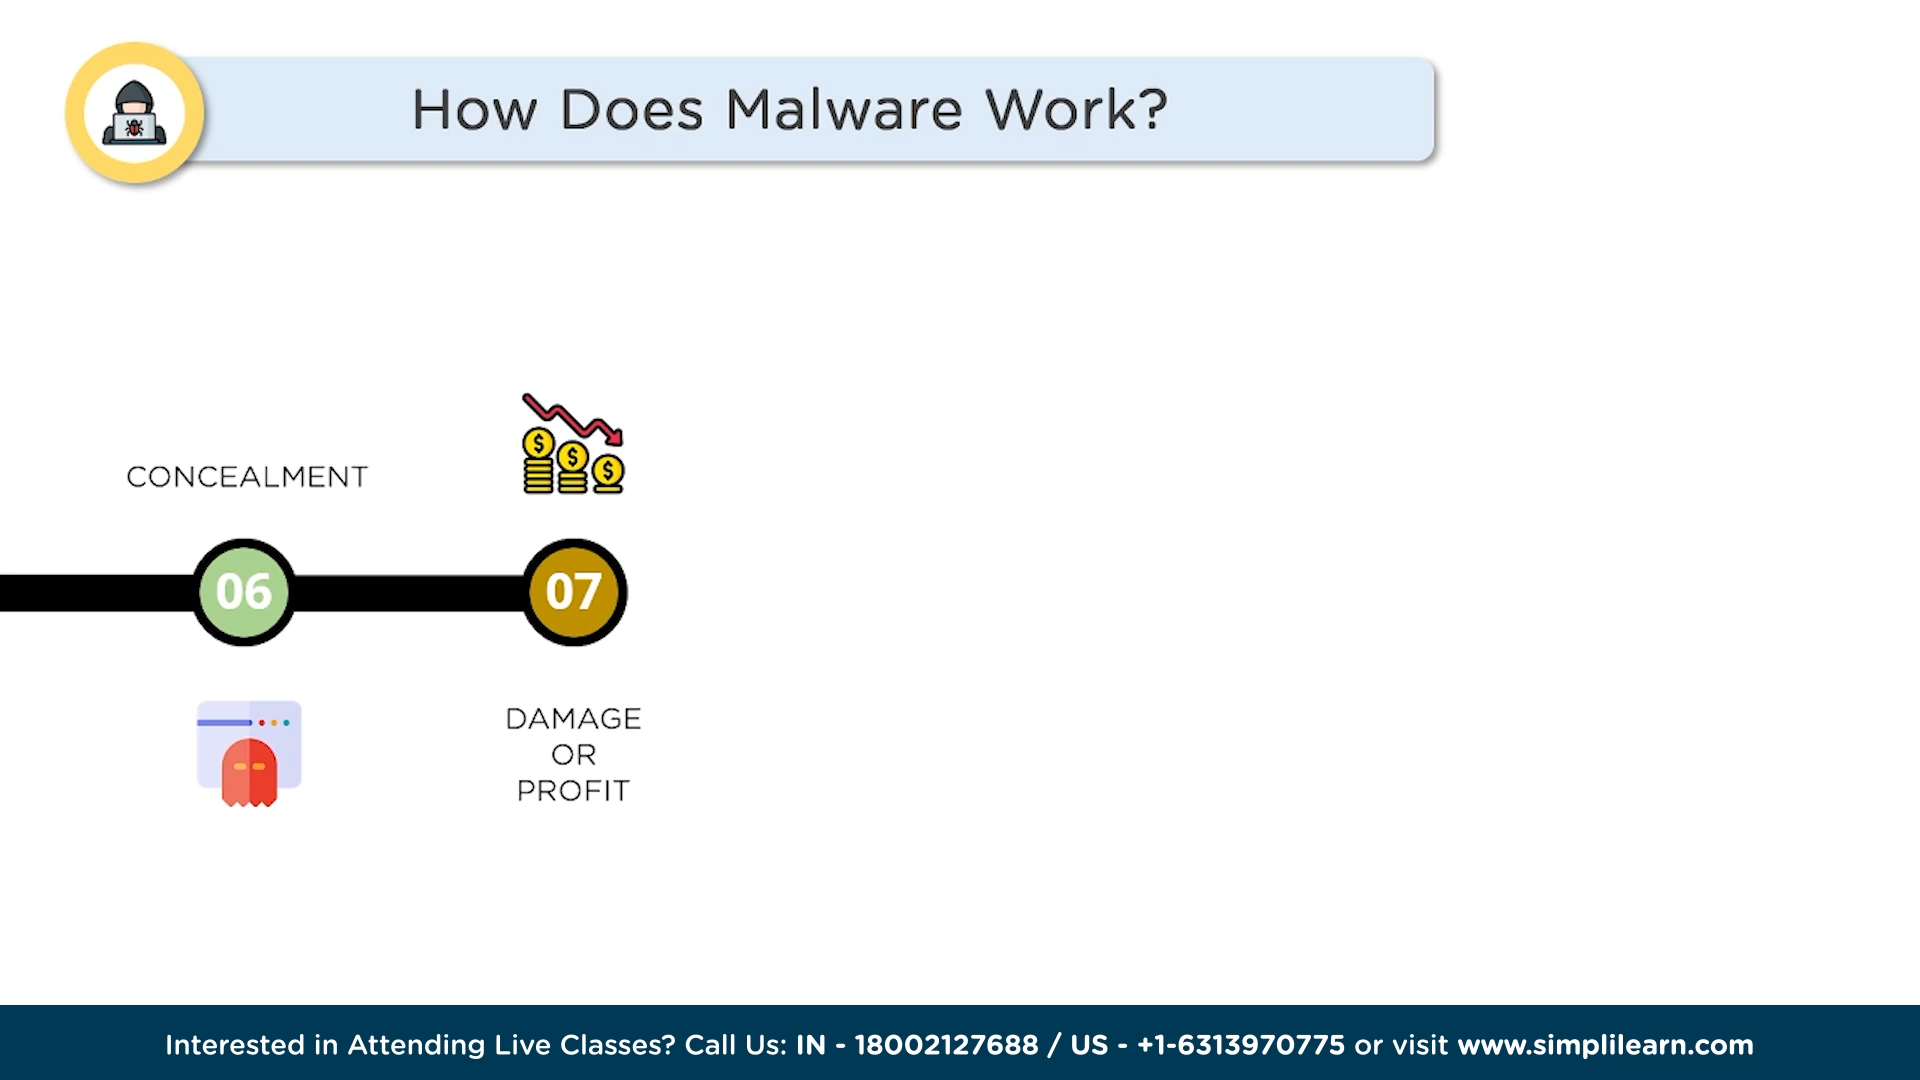 How Does Malware Work?
CONCEALMENT
06
07
DAMAGE
OR
PROFIT
Interested in Attending Live Classes? Call Us: IN - 18002127688 / US - +1-6313970775 or visit www.simplilearn.com